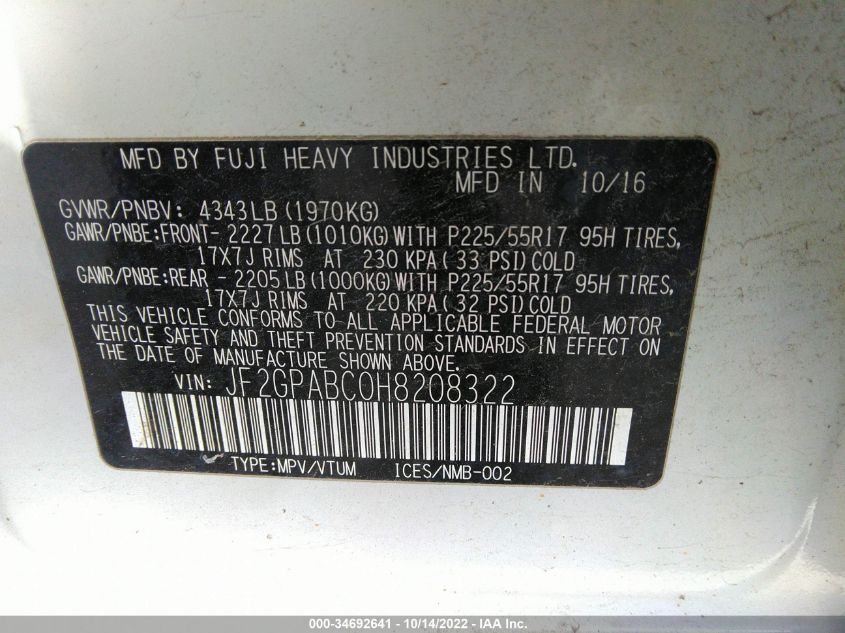 MFD BY FUJI HEAVY INDUSTRIES LTD.
MFD IN 10/16
GVWR/PNBV: 4343LB (1970KG)
GAWR/PNBE:FRONT- 2227LB (1010KG) WITH P225/55R17 95H TIRES,
17X7J RIMS AT 230 KPA (33 PSI) COLD
GAWR/PNBE:REAR - 2205LB (1000KG) WITH P225/55R17 95H TIRES,
17X7J RIMS AT 220 KPA (32 PSI) COLD
THIS VEHICLE CONFORMS TO ALL APPLICABLE FEDERAL MOTOR
VEHICLE SAFETY AND THEFT PREVENTION STANDARDS IN EFFECT ON
THE DATE OF MANUFACTURE SHOWN ABOVE.
VIN: JF2GPABC0H8208322
TYPE:MPV/VTUM ICES/NMB-002
000-34692641 - 10/14/2022 - IAA Inc.